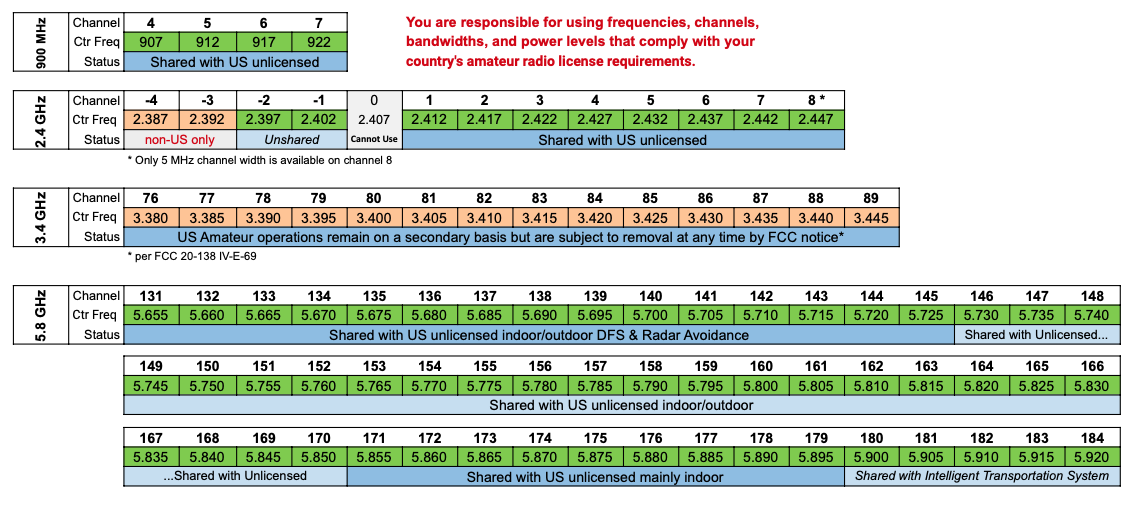 900 MHz
Channel 4 5 6 7
Ctr Freq 907 912 917 922
Status Shared with US unlicensed
You are responsible for using frequencies, channels,
bandwidths, and power levels that comply with your
country's amateur radio license requirements.
2.4 GHz
Channel -4 -3 -2 -1 0 1 2 3 4 5 6 7 8 *
Ctr Freq 2.387 2.392 2.397 2.402 2.407 2.412 2.417 2.422 2.427 2.432 2.437 2.442 2.447
Status non-US only Unshared Cannot Use Shared with US unlicensed
* Only 5 MHz channel width is available on channel 8
3.4 GHz
Channel 76 77 78 79 80 81 82 83 84 85 86 87 88 89
Ctr Freq 3.380 3.385 3.390 3.395 3.400 3.405 3.410 3.415 3.420 3.425 3.430 3.435 3.440 3.445
Status US Amateur operations remain on a secondary basis but are subject to removal at any time by FCC notice*
* per FCC 20-138 IV-E-69
5.8 GHz
Channel 131 132 133 134 135 136 137 138 139 140 141 142 143 144 145 146 147 148
Ctr Freq 5.655 5.660 5.665 5.670 5.675 5.680 5.685 5.690 5.695 5.700 5.705 5.710 5.715 5.720 5.725 5.730 5.735 5.740
Status Shared with US unlicensed indoor/outdoor DFS & Radar Avoidance Shared with Unlicensed...
149 150 151 152 153 154 155 156 157 158 159 160 161 162 163 164 165 166
5.745 5.750 5.755 5.760 5.765 5.770 5.775 5.780 5.785 5.790 5.795 5.800 5.805 5.810 5.815 5.820 5.825 5.830
Shared with US unlicensed indoor/outdoor
167 168 169 170 171 172 173 174 175 176 177 178 179 180 181 182 183 184
5.835 5.840 5.845 5.850 5.855 5.860 5.865 5.870 5.875 5.880 5.885 5.890 5.895 5.900 5.905 5.910 5.915 5.920
...Shared with Unlicensed Shared with US unlicensed mainly indoor Shared with Intelligent Transportation System